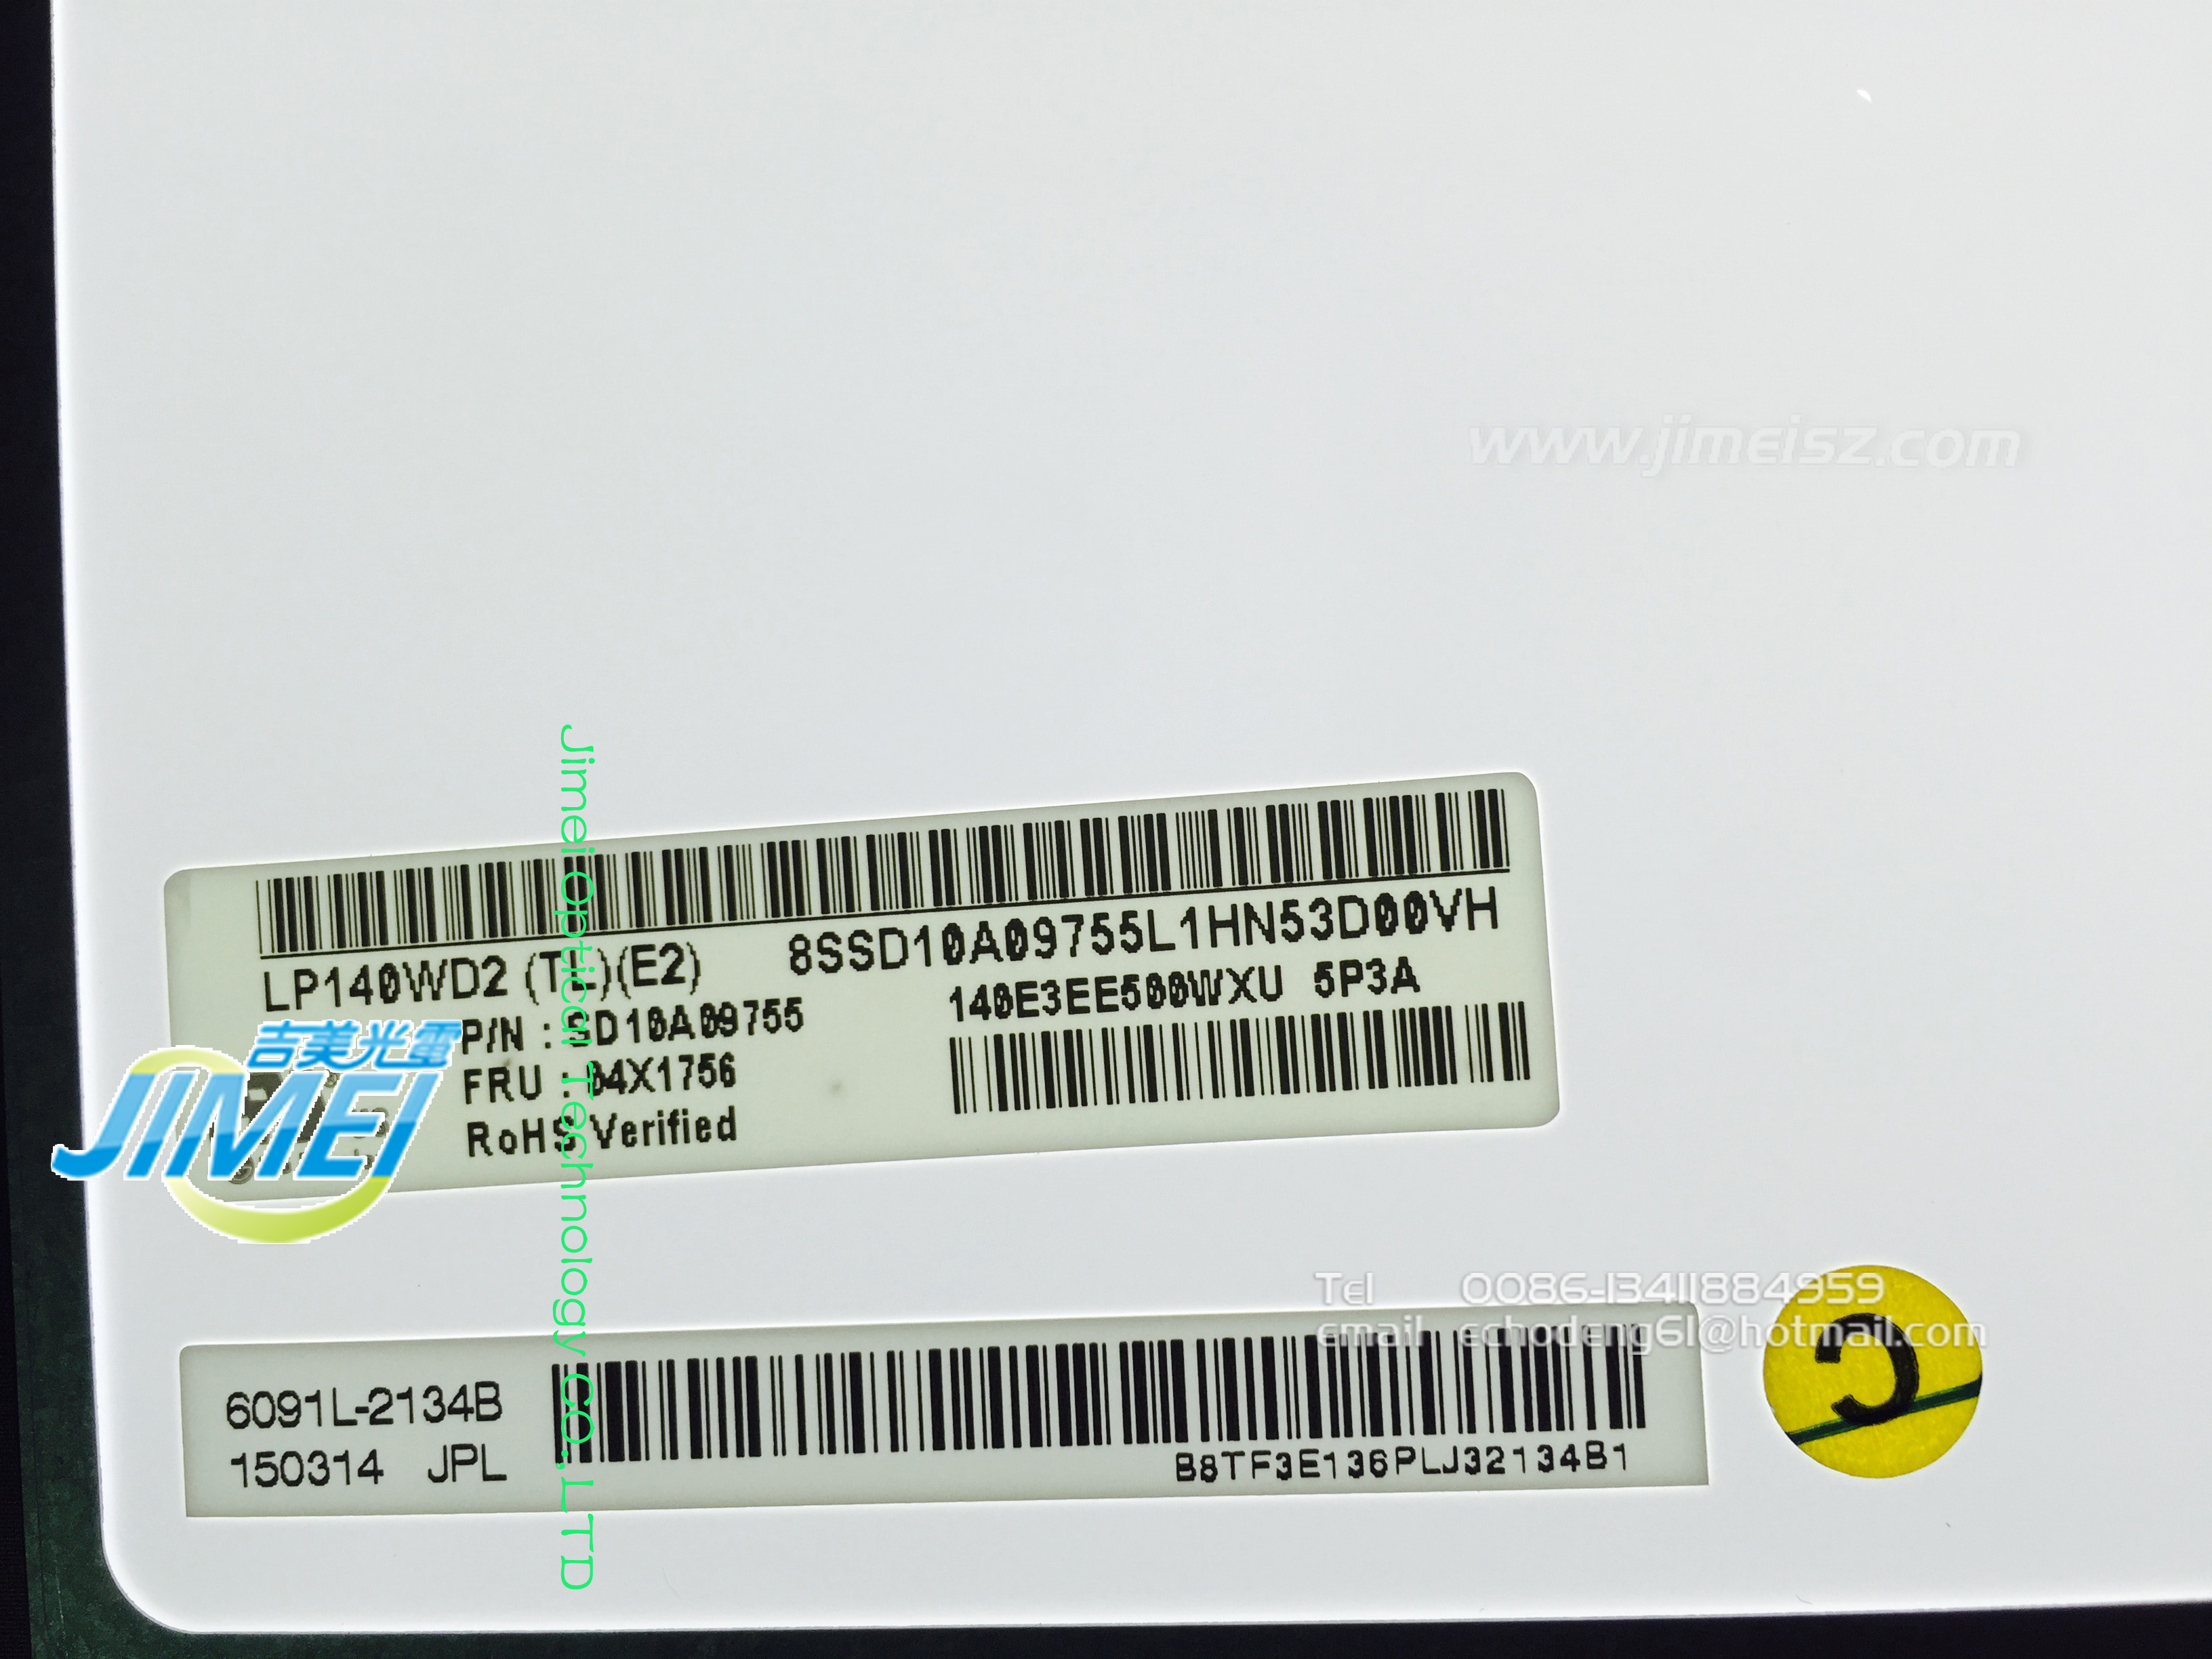 www.jimeisz.com
LP140WD2 (TL)(E2)
8SSD10A09755L1HN53D00VH
P/N : SD10A09755
140E3EE500WXU 5P3A
FRU : 04X1756
RoHS Verified
吉美光電
JIMEI
Jimei Optical Technology CO.,LTD
Tel 0086-13411884959
email echodeng61@hotmail.com
6091L-2134B
150314 JPL
B8TF3E136PLJ32134B1
C